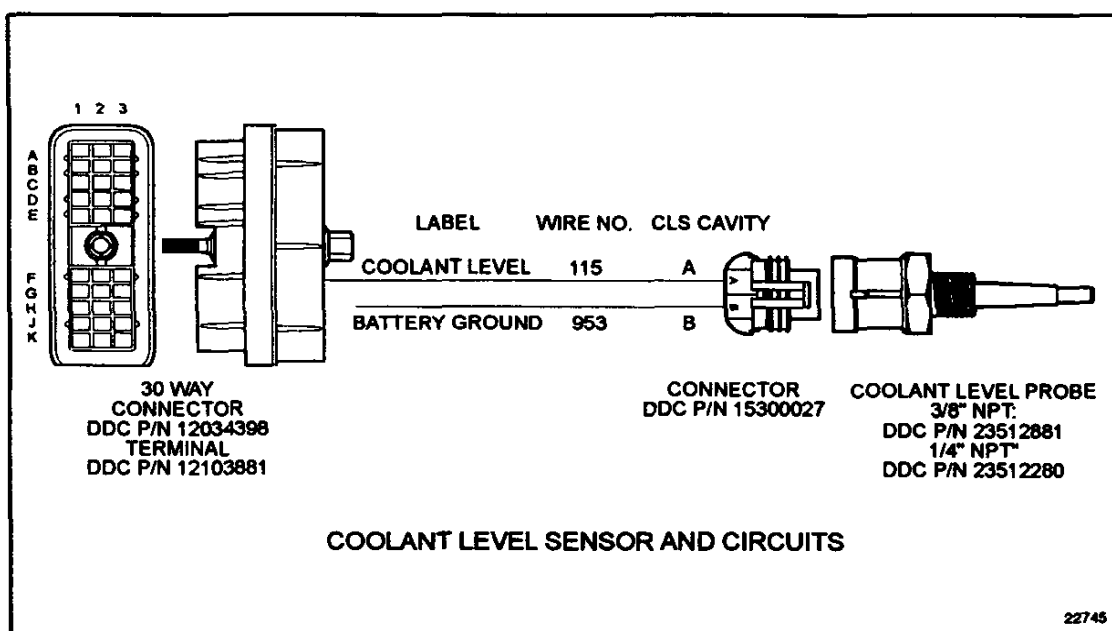 1 2 3
A
B
C
D
E
F
G
H
J
K
LABEL WIRE NO. CLS CAVITY
COOLANT LEVEL 115 A
BATTERY GROUND 953 B
A
B
30 WAY
CONNECTOR
DDC P/N 12034398
TERMINAL
DDC P/N 12103881
CONNECTOR
DDC P/N 15300027
COOLANT LEVEL PROBE
3/8" NPT:
DDC P/N 23512881
1/4" NPT"
DDC P/N 23512280
COOLANT LEVEL SENSOR AND CIRCUITS
22745